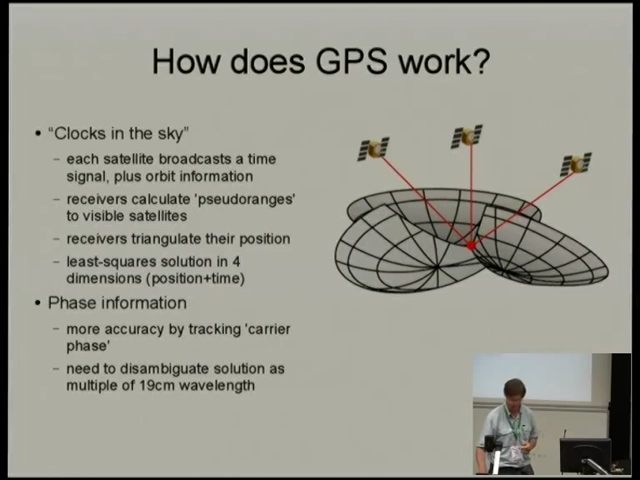 How does GPS work?
• "Clocks in the sky"
– each satellite broadcasts a time
signal, plus orbit information
– receivers calculate 'pseudoranges'
to visible satellites
– receivers triangulate their position
– least-squares solution in 4
dimensions (position+time)
• Phase information
– more accuracy by tracking 'carrier
phase'
– need to disambiguate solution as
multiple of 19cm wavelength